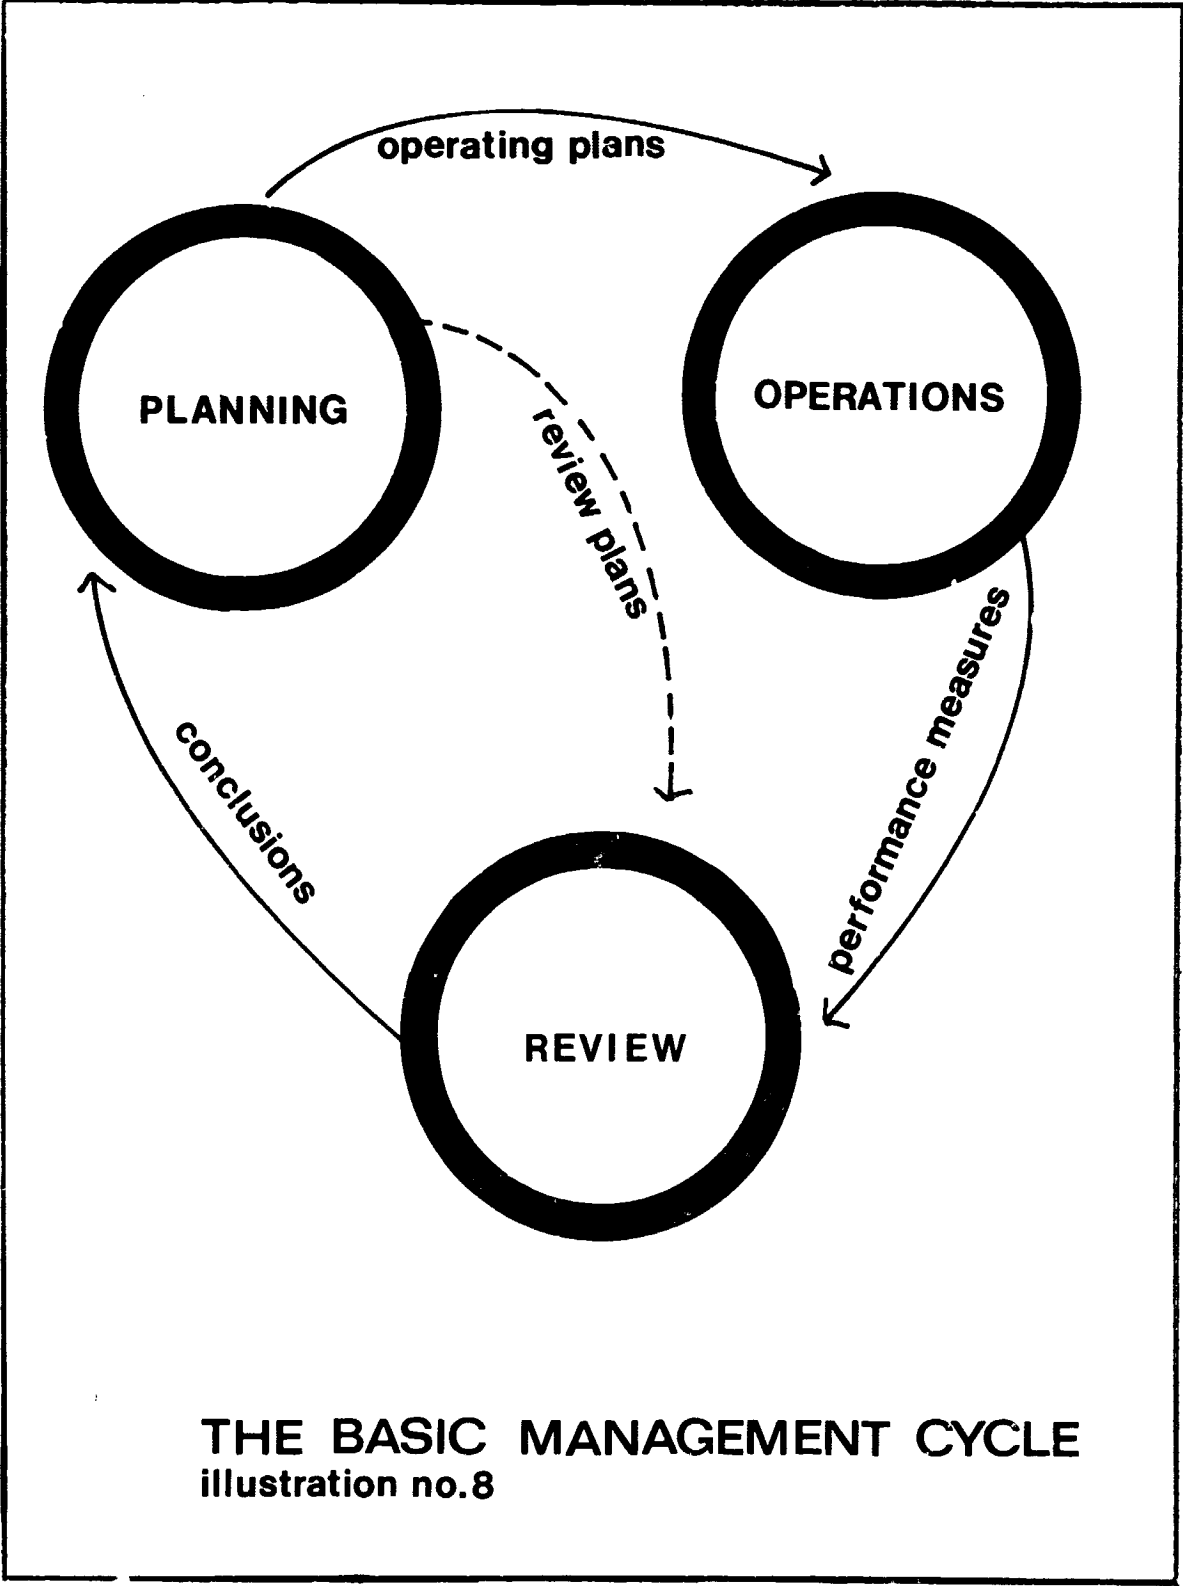 operating plans
PLANNING
OPERATIONS
review plans
performance measures
conclusions
REVIEW
THE BASIC MANAGEMENT CYCLE
illustration no.8